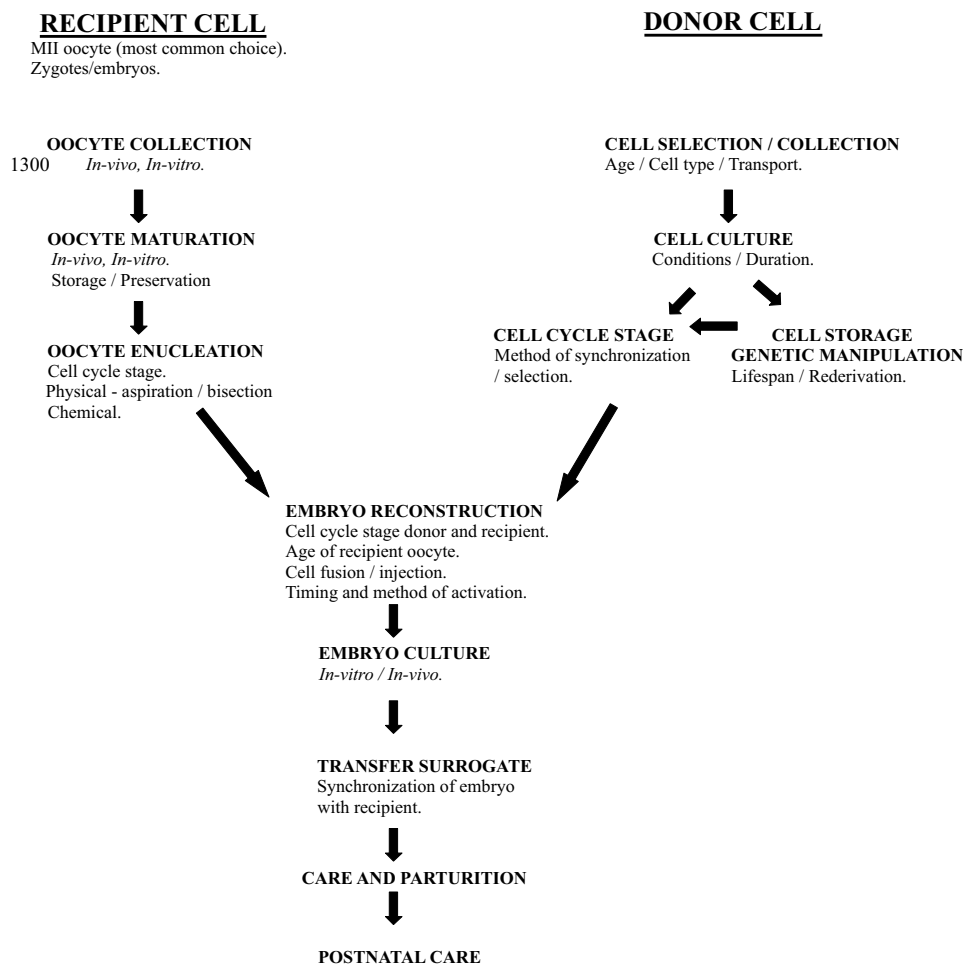 RECIPIENT CELL
MII oocyte (most common choice).
Zygotes/embryos.
OOCYTE COLLECTION
1300 In-vivo, In-vitro.
OOCYTE MATURATION
In-vivo, In-vitro.
Storage / Preservation
OOCYTE ENUCLEATION
Cell cycle stage.
Physical - aspiration / bisection
Chemical.
DONOR CELL
CELL SELECTION / COLLECTION
Age / Cell type / Transport.
CELL CULTURE
Conditions / Duration.
CELL CYCLE STAGE
Method of synchronization
/ selection.
CELL STORAGE
GENETIC MANIPULATION
Lifespan / Rederivation.
EMBRYO RECONSTRUCTION
Cell cycle stage donor and recipient.
Age of recipient oocyte.
Cell fusion / injection.
Timing and method of activation.
EMBRYO CULTURE
In-vitro / In-vivo.
TRANSFER SURROGATE
Synchronization of embryo
with recipient.
CARE AND PARTURITION
POSTNATAL CARE